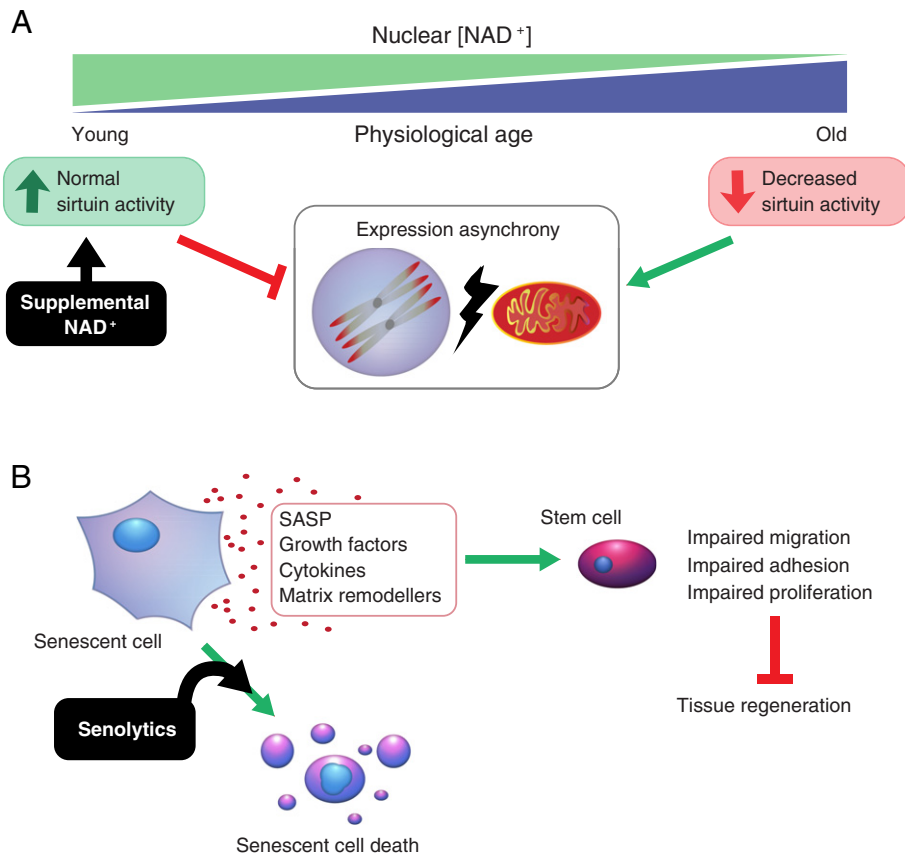 A
Nuclear [NAD⁺]
Young
Physiological age
Old
Normal
sirtuin activity
Decreased
sirtuin activity
Expression asynchrony
Supplemental
NAD⁺
B
SASP
Growth factors
Cytokines
Matrix remodellers
Stem cell
Impaired migration
Impaired adhesion
Impaired proliferation
Senescent cell
Tissue regeneration
Senolytics
Senescent cell death